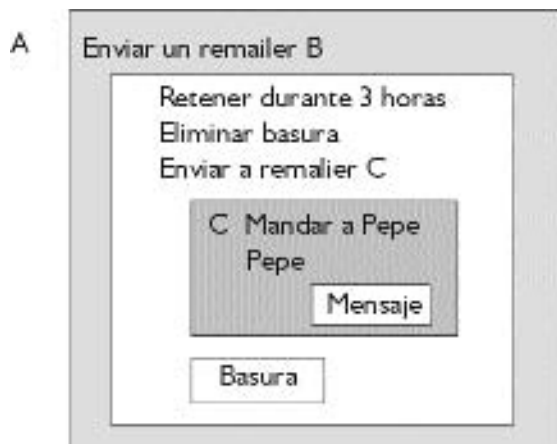 A
Enviar un remailer B
Retener durante 3 horas
Eliminar basura
Enviar a remalier C
C Mandar a Pepe
Pepe
Mensaje
Basura